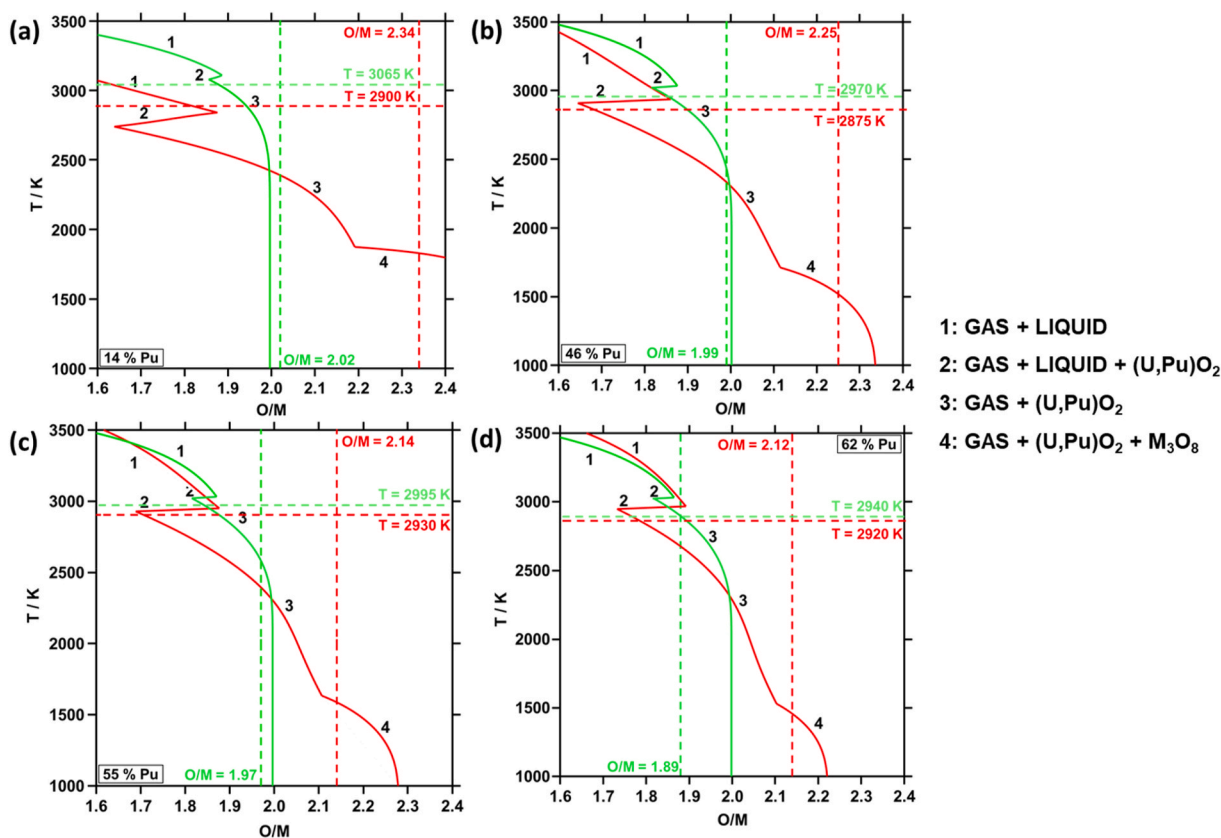 (a)
3500
3000
2500
2000
1500
1000
T / K
1
2
1
2
3
3
4
O/M = 2.34
T = 3065 K
T = 2900 K
14 % Pu
O/M = 2.02
1.6 1.7 1.8 1.9 2.0 2.1 2.2 2.3 2.4
O/M
(b)
3500
3000
2500
2000
1500
1000
T / K
1
1
2
2
3
3
4
O/M = 2.25
T = 2970 K
T = 2875 K
46 % Pu
O/M = 1.99
1.6 1.7 1.8 1.9 2.0 2.1 2.2 2.3 2.4
O/M
1: GAS + LIQUID
2: GAS + LIQUID + (U,Pu)O₂
3: GAS + (U,Pu)O₂
4: GAS + (U,Pu)O₂ + M₃O₈
(c)
3500
3000
2500
2000
1500
1000
T / K
1
1
2
2
3
3
4
O/M = 2.14
T = 2995 K
T = 2930 K
55 % Pu
O/M = 1.97
1.6 1.7 1.8 1.9 2.0 2.1 2.2 2.3 2.4
O/M
(d)
3500
3000
2500
2000
1500
1000
T / K
1
1
2
2
3
3
4
O/M = 2.12
62 % Pu
T = 2940 K
T = 2920 K
O/M = 1.89
1.6 1.7 1.8 1.9 2.0 2.1 2.2 2.3 2.4
O/M